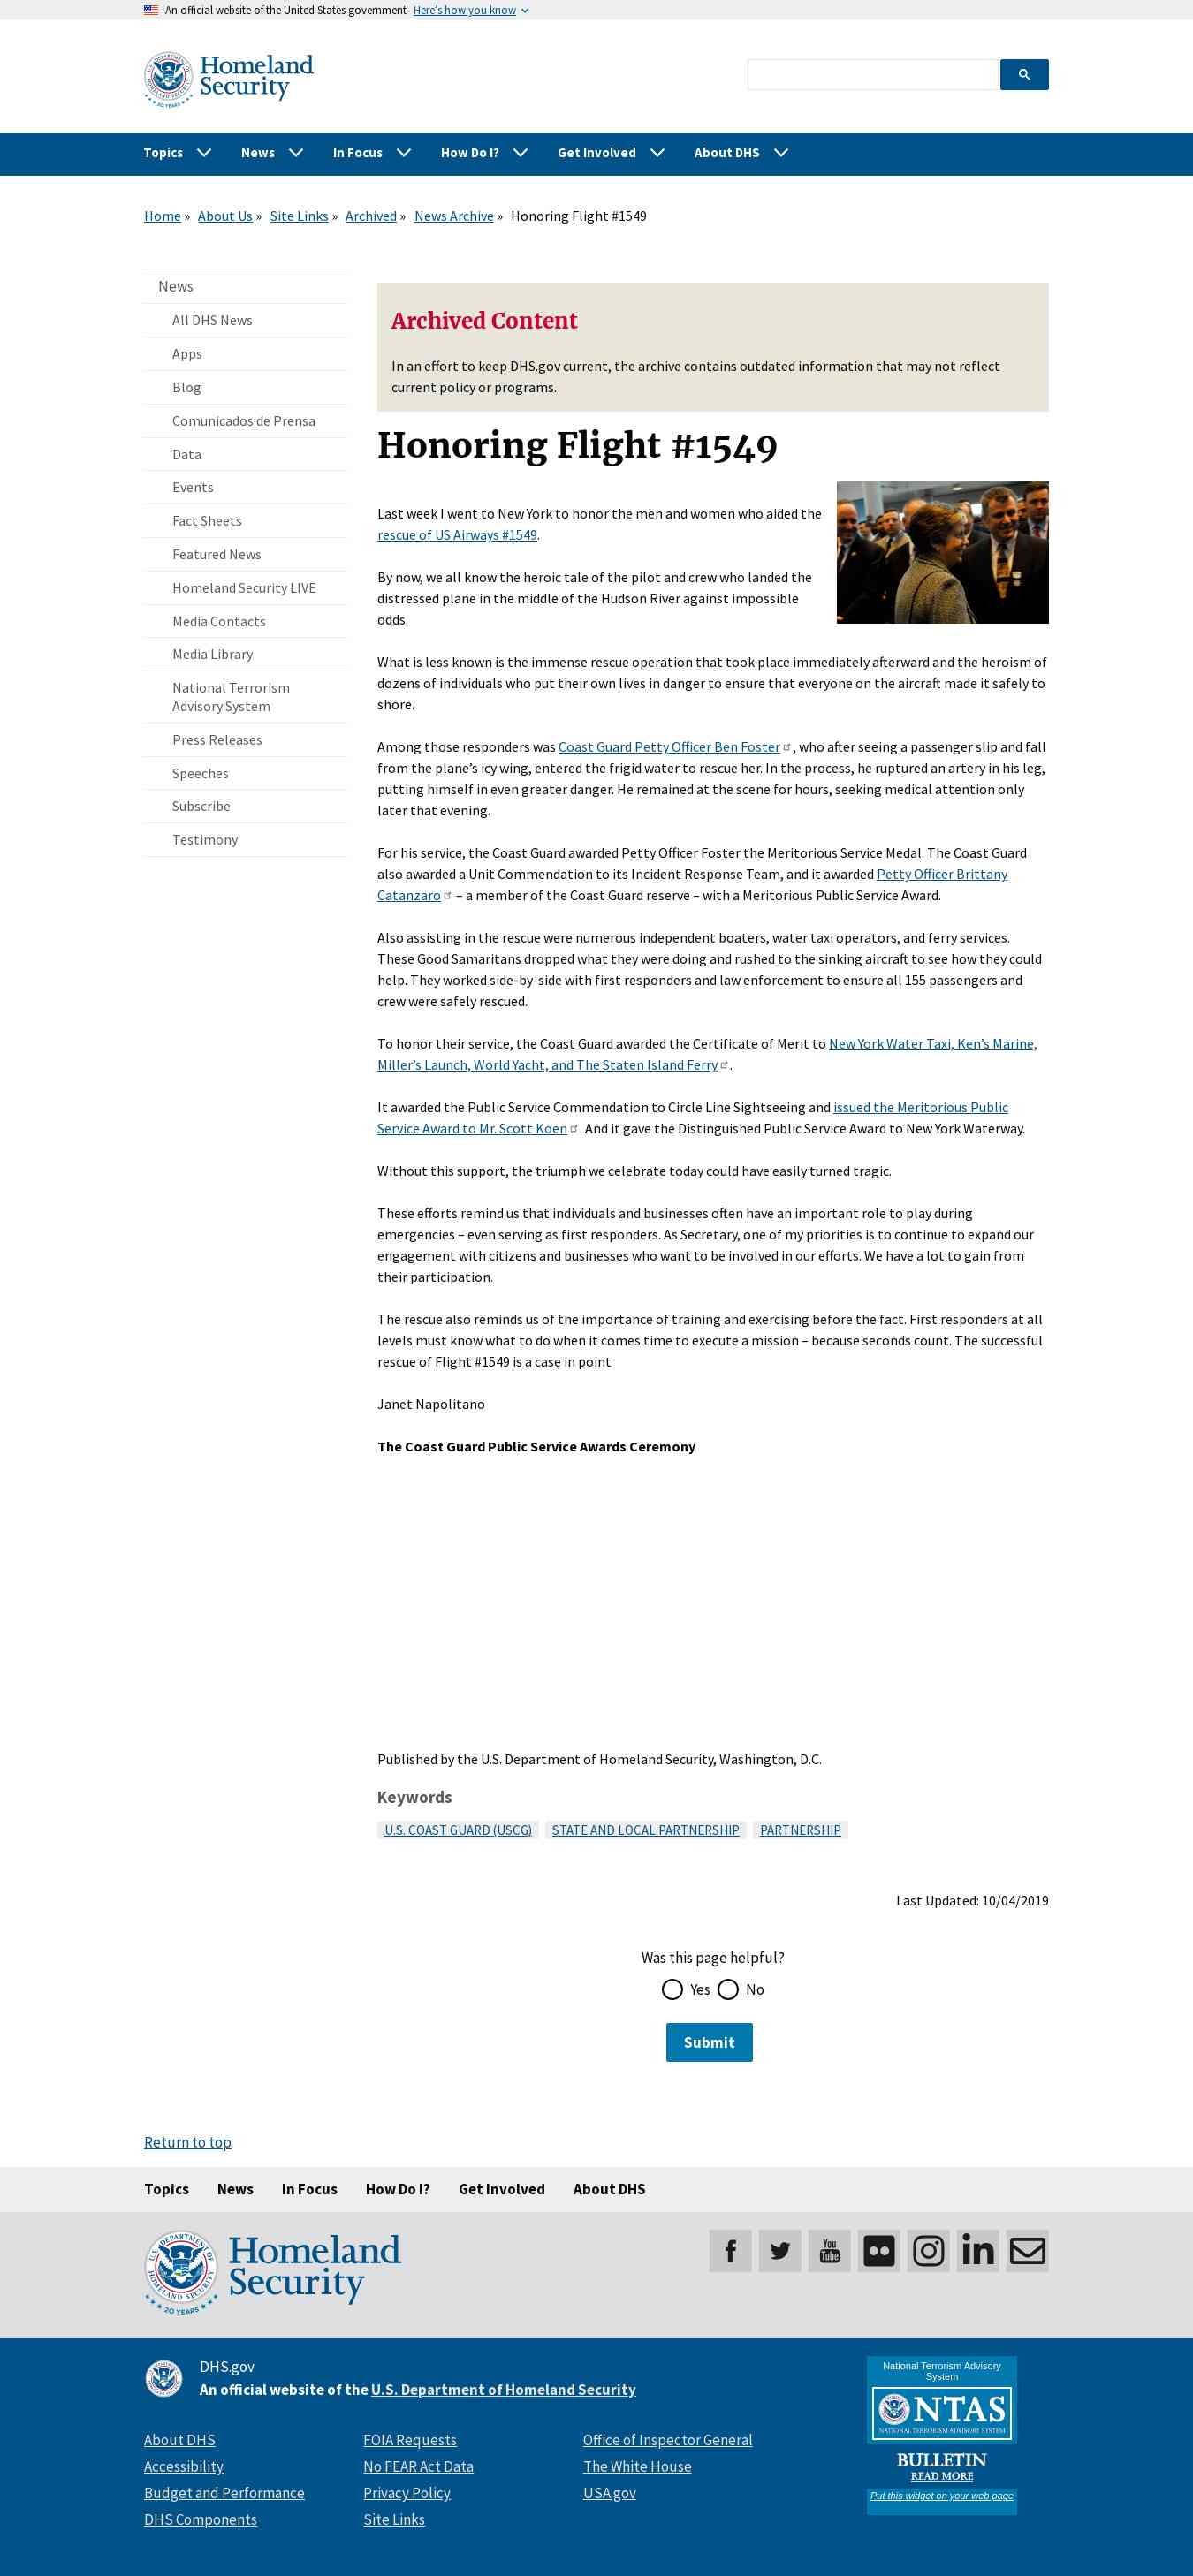 An official website of the United States government Here's how you know
Homeland
Security
Topics News In Focus How Do I? Get Involved About DHS
Home » About Us » Site Links » Archived » News Archive » Honoring Flight #1549
News
All DHS News
Apps
Blog
Comunicados de Prensa
Data
Events
Fact Sheets
Featured News
Homeland Security LIVE
Media Contacts
Media Library
National Terrorism
Advisory System
Press Releases
Speeches
Subscribe
Testimony
Archived Content
In an effort to keep DHS.gov current, the archive contains outdated information that may not reflect
current policy or programs.
Honoring Flight #1549
Last week I went to New York to honor the men and women who aided the
rescue of US Airways #1549.
By now, we all know the heroic tale of the pilot and crew who landed the
distressed plane in the middle of the Hudson River against impossible
odds.
What is less known is the immense rescue operation that took place immediately afterward and the heroism of
dozens of individuals who put their own lives in danger to ensure that everyone on the aircraft made it safely to
shore.
Among those responders was Coast Guard Petty Officer Ben Foster , who after seeing a passenger slip and fall
from the plane's icy wing, entered the frigid water to rescue her. In the process, he ruptured an artery in his leg,
putting himself in even greater danger. He remained at the scene for hours, seeking medical attention only
later that evening.
For his service, the Coast Guard awarded Petty Officer Foster the Meritorious Service Medal. The Coast Guard
also awarded a Unit Commendation to its Incident Response Team, and it awarded Petty Officer Brittany
Catanzaro – a member of the Coast Guard reserve – with a Meritorious Public Service Award.
Also assisting in the rescue were numerous independent boaters, water taxi operators, and ferry services.
These Good Samaritans dropped what they were doing and rushed to the sinking aircraft to see how they could
help. They worked side-by-side with first responders and law enforcement to ensure all 155 passengers and
crew were safely rescued.
To honor their service, the Coast Guard awarded the Certificate of Merit to New York Water Taxi, Ken's Marine,
Miller's Launch, World Yacht, and The Staten Island Ferry .
It awarded the Public Service Commendation to Circle Line Sightseeing and issued the Meritorious Public
Service Award to Mr. Scott Koen . And it gave the Distinguished Public Service Award to New York Waterway.
Without this support, the triumph we celebrate today could have easily turned tragic.
These efforts remind us that individuals and businesses often have an important role to play during
emergencies – even serving as first responders. As Secretary, one of my priorities is to continue to expand our
engagement with citizens and businesses who want to be involved in our efforts. We have a lot to gain from
their participation.
The rescue also reminds us of the importance of training and exercising before the fact. First responders at all
levels must know what to do when it comes time to execute a mission – because seconds count. The successful
rescue of Flight #1549 is a case in point
Janet Napolitano
The Coast Guard Public Service Awards Ceremony
Published by the U.S. Department of Homeland Security, Washington, D.C.
Keywords
U.S. COAST GUARD (USCG) STATE AND LOCAL PARTNERSHIP PARTNERSHIP
Last Updated: 10/04/2019
Was this page helpful?
Yes No
Submit
Return to top
Topics News In Focus How Do I? Get Involved About DHS
U.S. DEPARTMENT OF
HOMELAND SECURITY
20 YEARS
Homeland
Security
You
Tube
DHS.gov
An official website of the U.S. Department of Homeland Security
About DHS
Accessibility
Budget and Performance
DHS Components
FOIA Requests
No FEAR Act Data
Privacy Policy
Site Links
Office of Inspector General
The White House
USA.gov
National Terrorism Advisory
System
NTAS
NATIONAL TERRORISM ADVISORY SYSTEM
BULLETIN
READ MORE
Put this widget on your web page